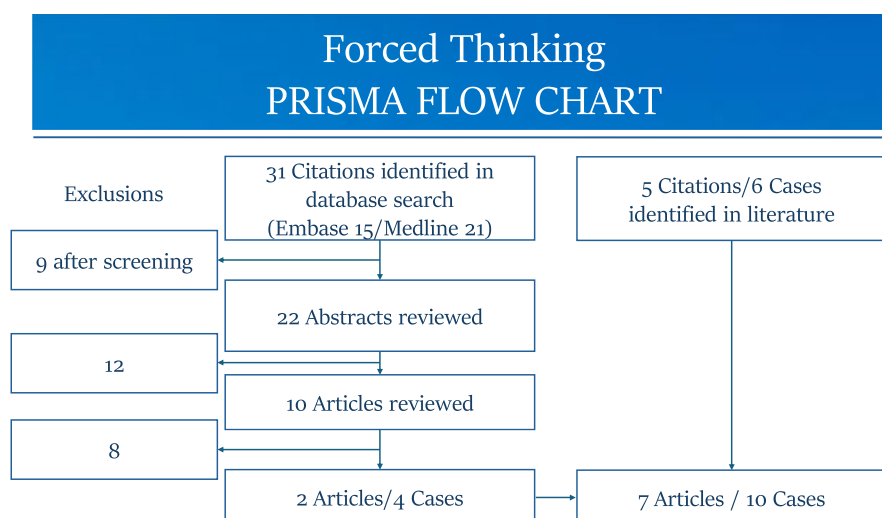 Forced Thinking
PRISMA FLOW CHART
Exclusions
31 Citations identified in
database search
(Embase 15/Medline 21)
5 Citations/6 Cases
identified in literature
9 after screening
22 Abstracts reviewed
12
10 Articles reviewed
8
2 Articles/4 Cases
7 Articles / 10 Cases